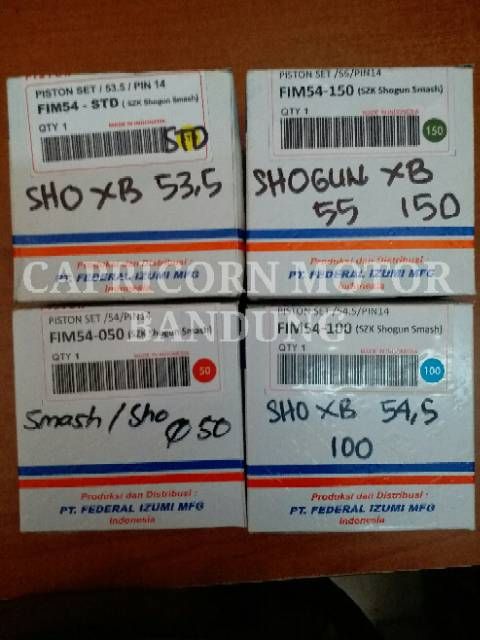 PISTON SET / 53.5 / PIN 14
FIM54 - STD (SZK Shogun Smash)
QTY 1
MADE IN INDONESIA
STD
SHO XB 53,5
Produksi dan Distribusi :
PT. FEDERAL IZUMI MFG
Indonesia
PISTON SET /55/PIN14
FIM54-150 (SZK Shogun Smash)
QTY 1
MADE IN INDONESIA
150
SHOGUN XB
55 150
Produksi dan Distribusi :
PT. FEDERAL IZUMI MFG
Indonesia
CAPRICORN MOTOR
BANDUNG
PISTON SET /54/PIN14
FIM54-050 (SZK Shogun Smash)
QTY 1
MADE IN INDONESIA
50
Smash / Sho Ø 50
Produksi dan Distribusi :
PT. FEDERAL IZUMI MFG
Indonesia
PISTON SET /54.5/PIN14
FIM54-100 (SZK Shogun Smash)
QTY 1
MADE IN INDONESIA
100
SHO XB 54,5
100
Produksi dan Distribusi :
PT. FEDERAL IZUMI MFG
Indonesia